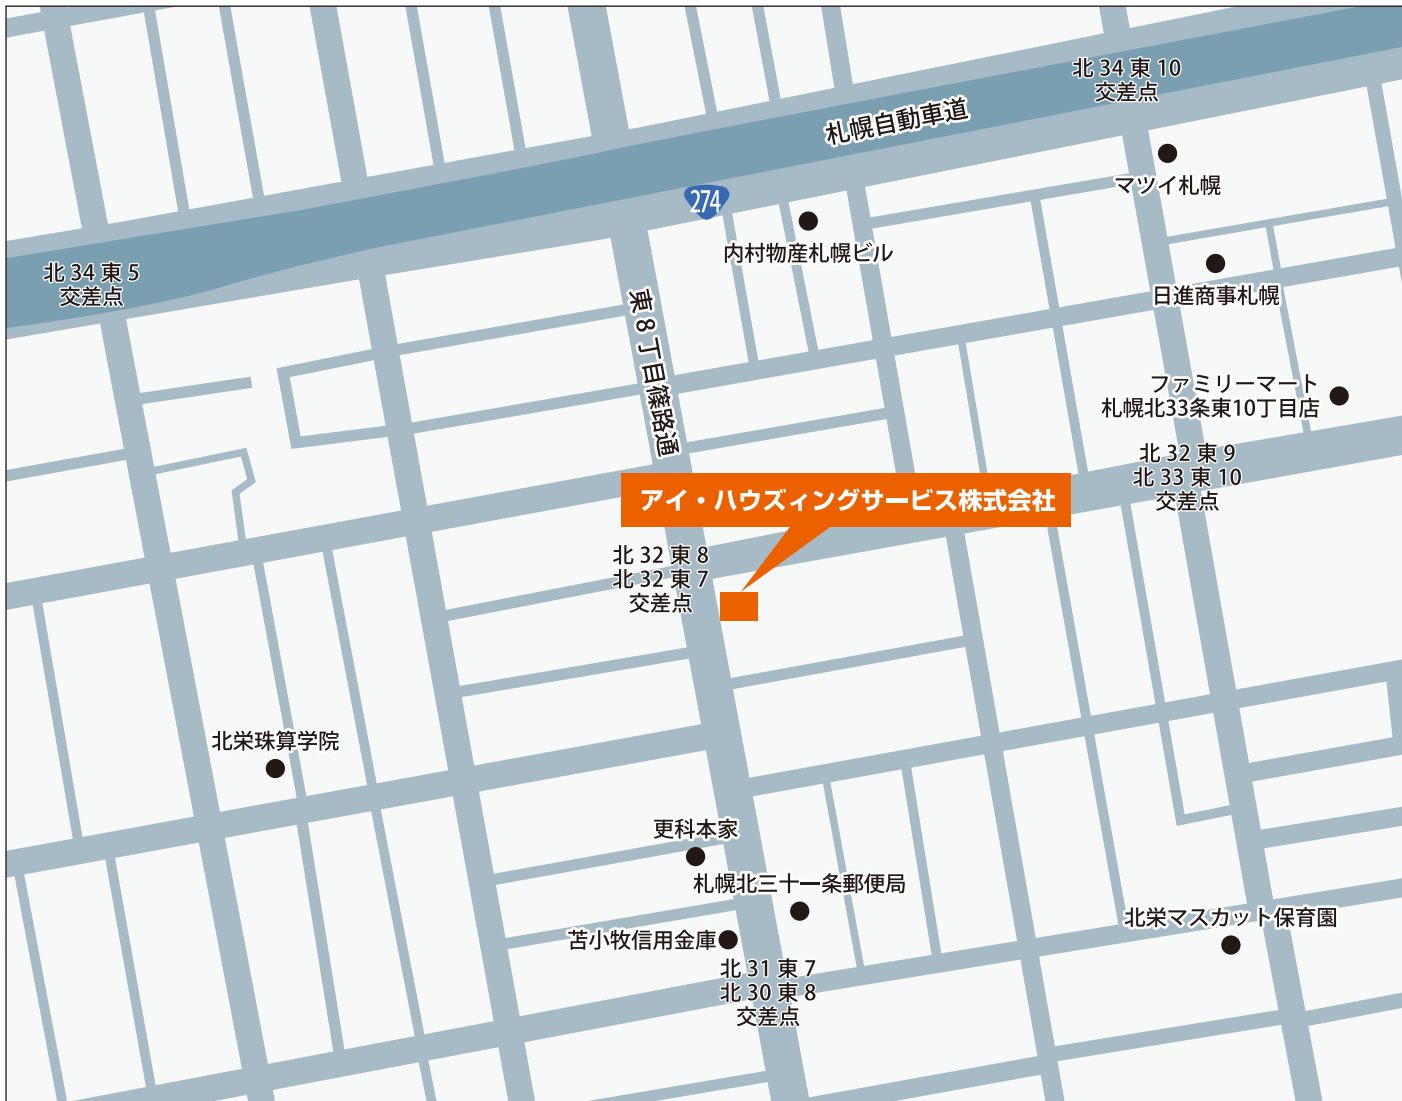 北 34 東 10
交差点
札幌自動車道
マツイ札幌
274
内村物産札幌ビル
北 34 東 5
交差点
日進商事札幌
東8丁目篠路通
ファミリーマート
札幌北33条東10丁目店
北 32 東 9
北 33 東 10
交差点
アイ・ハウズィングサービス株式会社
北 32 東 8
北 32 東 7
交差点
北栄珠算学院
更科本家
札幌北三十一条郵便局
北栄マスカット保育園
苫小牧信用金庫
北 31 東 7
北 30 東 8
交差点